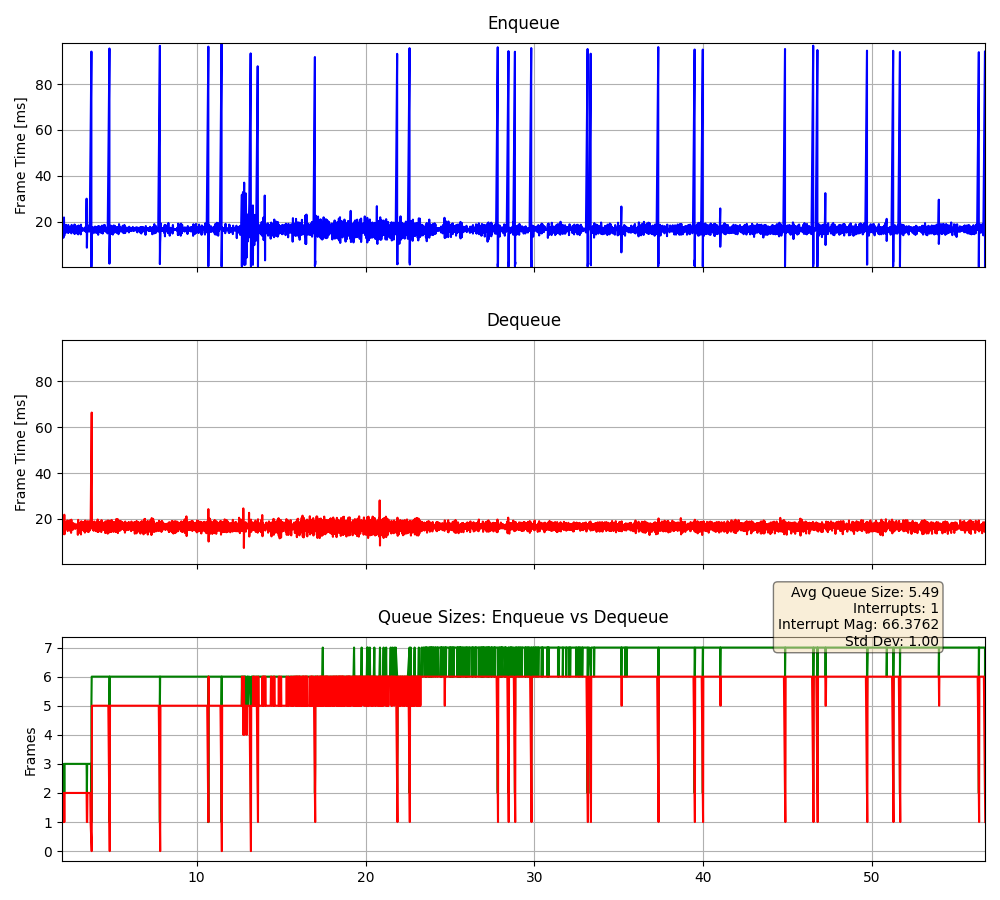 Enqueue
Frame Time [ms]
80
60
40
20
Dequeue
Frame Time [ms]
80
60
40
20
Avg Queue Size: 5.49
Interrupts: 1
Interrupt Mag: 66.3762
Std Dev: 1.00
Queue Sizes: Enqueue vs Dequeue
Frames
7
6
5
4
3
2
1
0
10 20 30 40 50